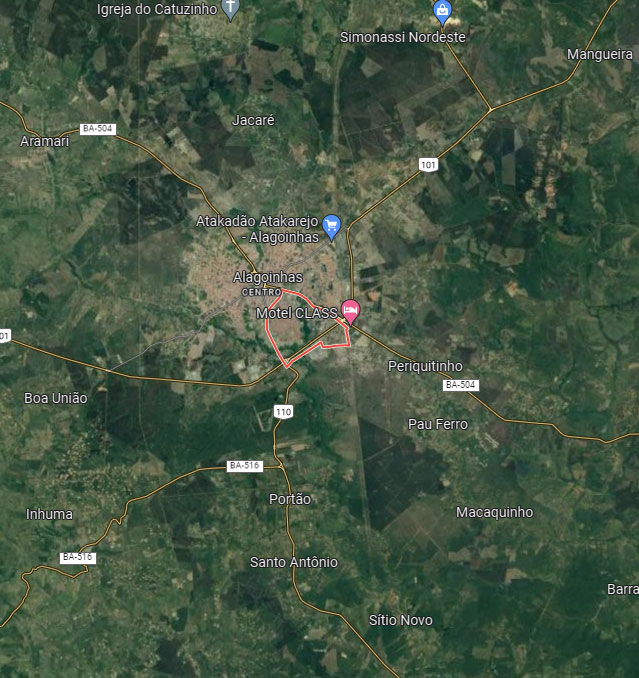 Igreja do Catuzinho
Simonassi Nordeste
Mangueira
Jacaré
BA-504
Aramari
101
Atakadão Atakarejo
- Alagoinhas
Alagoinhas
CENTRO
Motel CLASS
01
Periquitinho
BA-504
Boa União
110
Pau Ferro
BA-516
Portão
Inhuma
Macaquinho
BA-516
Santo Antônio
Barra
Sítio Novo